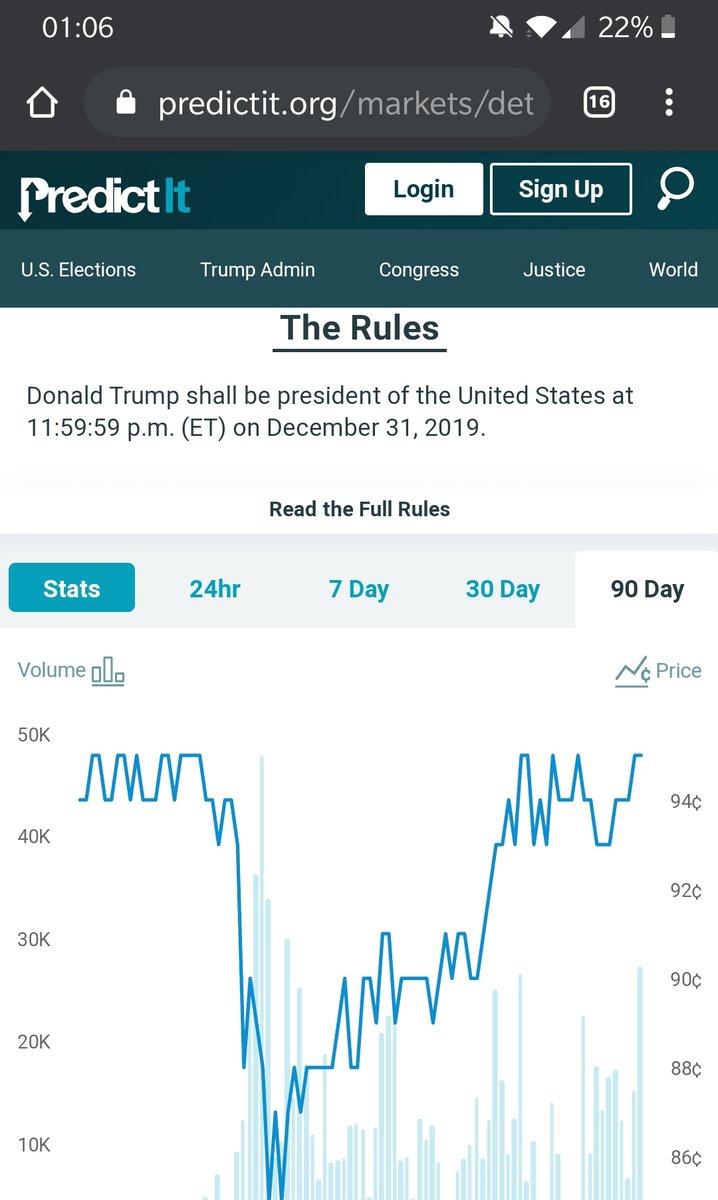 01:06
22%
predictit.org/markets/det
16
PredictIt
Login
Sign Up
U.S. Elections
Trump Admin
Congress
Justice
World
The Rules
Donald Trump shall be president of the United States at
11:59:59 p.m. (ET) on December 31, 2019.
Read the Full Rules
Stats
24hr
7 Day
30 Day
90 Day
Volume
¢ Price
50K
94¢
40K
92¢
30K
90¢
20K
88¢
10K
86¢